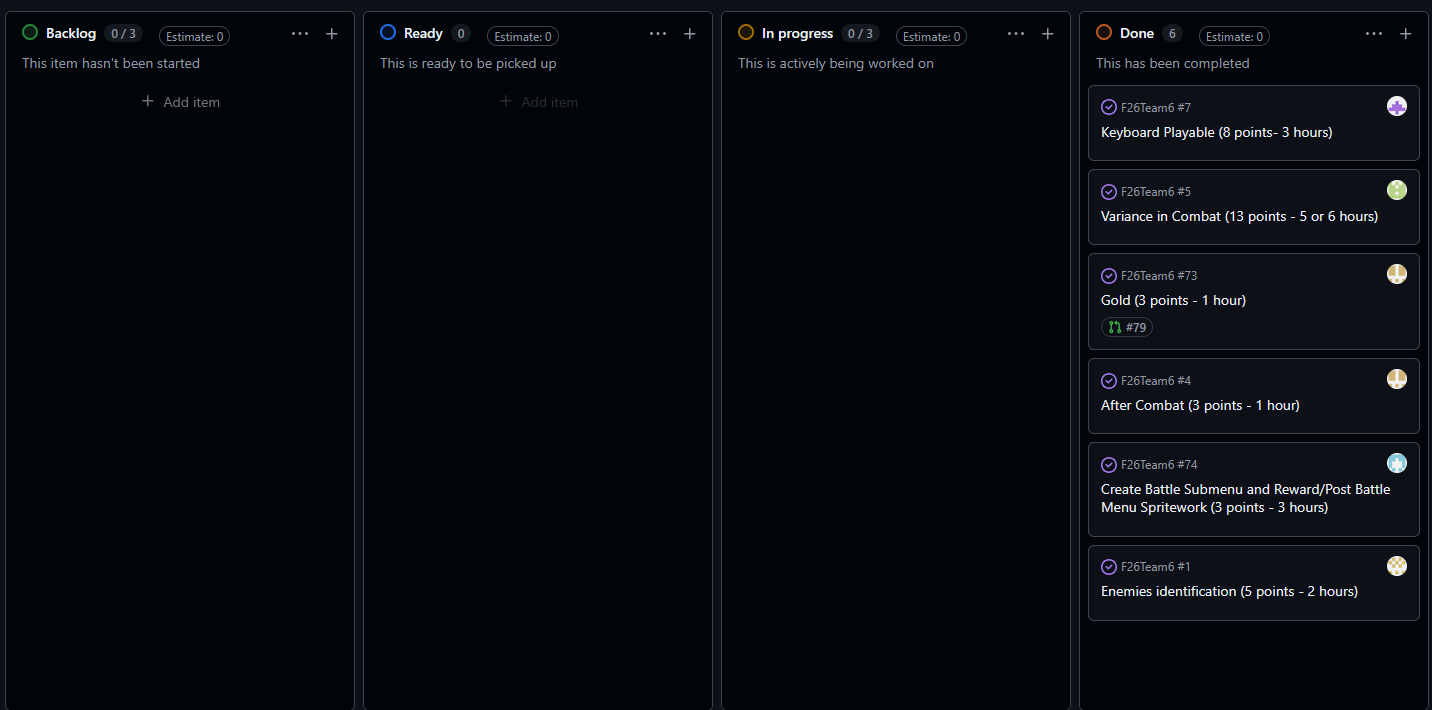 Backlog 0 / 3 Estimate: 0
This item hasn't been started
Add item
Ready 0 Estimate: 0
This is ready to be picked up
Add item
In progress 0 / 3 Estimate: 0
This is actively being worked on
Done 6 Estimate: 0
This has been completed
F26Team6 #7
Keyboard Playable (8 points- 3 hours)
F26Team6 #5
Variance in Combat (13 points - 5 or 6 hours)
F26Team6 #73
Gold (3 points - 1 hour)
#79
F26Team6 #4
After Combat (3 points - 1 hour)
F26Team6 #74
Create Battle Submenu and Reward/Post Battle
Menu Spritework (3 points - 3 hours)
F26Team6 #1
Enemies identification (5 points - 2 hours)